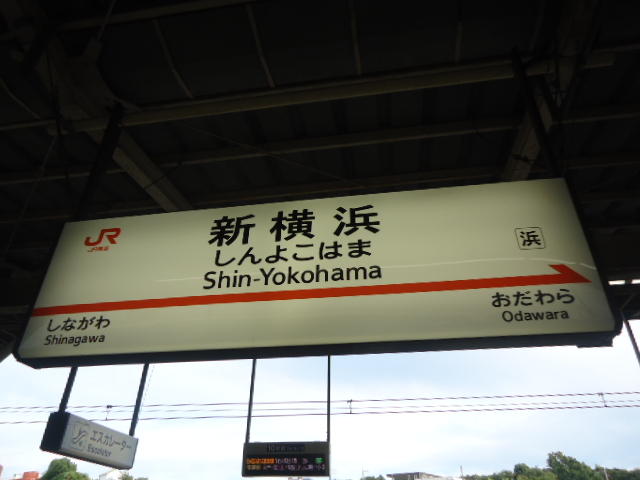 JR
新横浜
しんよこはま
Shin-Yokohama
浜
しながわ
Shinagawa
おだわら
Odawara
エスカレーター
Escalator